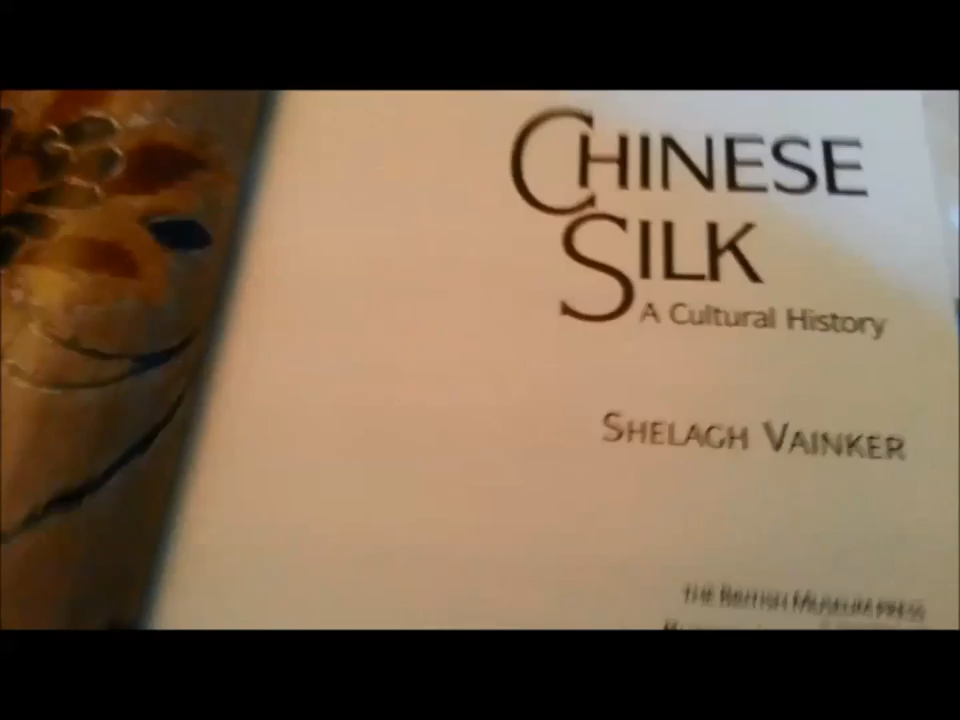 CHINESE
SILK
A Cultural History
SHELAGH VAINKER
THE BRITISH MUSEUM PRESS